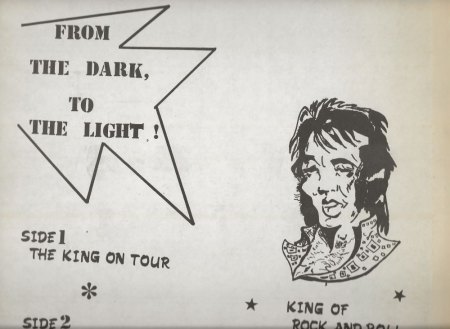 FROM
THE DARK,
TO
THE LIGHT!
SIDE 1
THE KING ON TOUR
*
SIDE 2
KING OF
ROCK AND ROLL